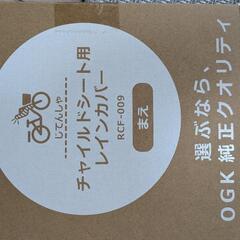 じてんしゃ
チャイルドシート用
レインカバー
RCF-009
まえ
選ぶなら、
OGK純正クオリティ